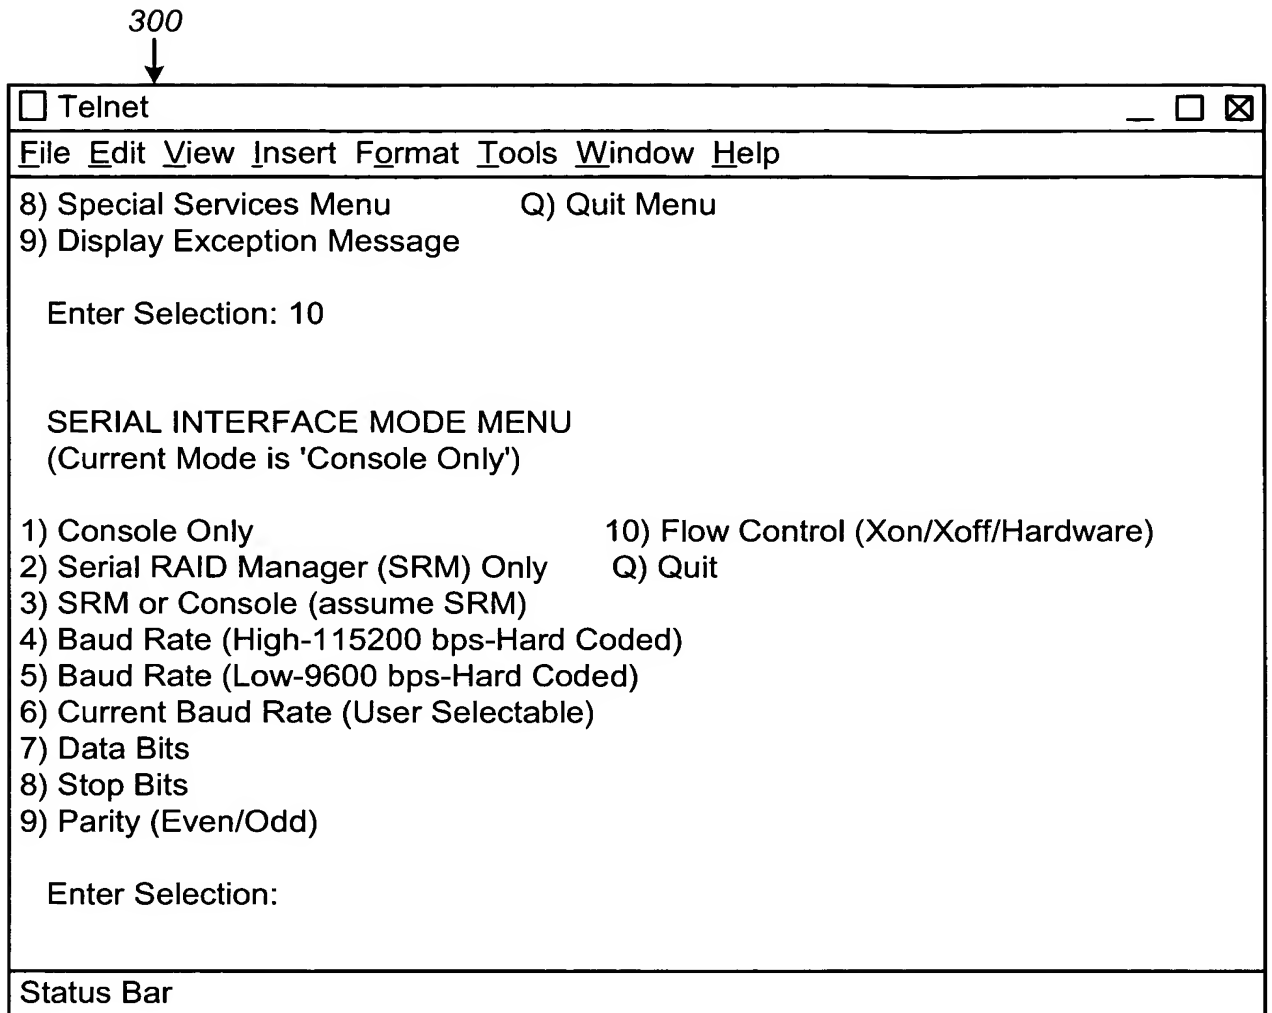 300
Telnet
File Edit View Insert Format Tools Window Help
8) Special Services Menu Q) Quit Menu
9) Display Exception Message
Enter Selection: 10
SERIAL INTERFACE MODE MENU
(Current Mode is 'Console Only')
1) Console Only 10) Flow Control (Xon/Xoff/Hardware)
2) Serial RAID Manager (SRM) Only Q) Quit
3) SRM or Console (assume SRM)
4) Baud Rate (High-115200 bps-Hard Coded)
5) Baud Rate (Low-9600 bps-Hard Coded)
6) Current Baud Rate (User Selectable)
7) Data Bits
8) Stop Bits
9) Parity (Even/Odd)
Enter Selection:
Status Bar